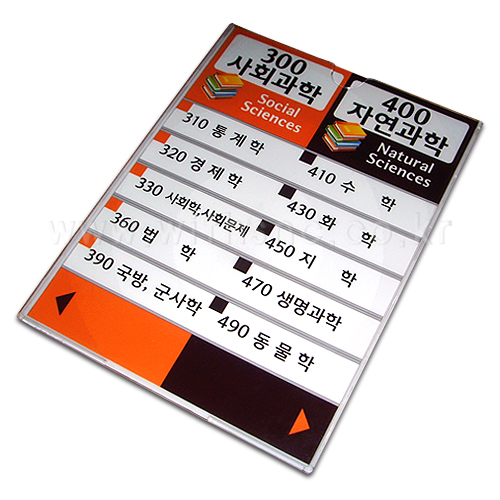 300
사회과학
Social
Sciences
400
자연과학
Natural
Sciences
310 통 계 학
320 경 제 학
330 사회학,사회문제
360 법 학
390 국방, 군사학
410 수 학
430 화 학
450 지 학
470 생명과학
490 동 물 학